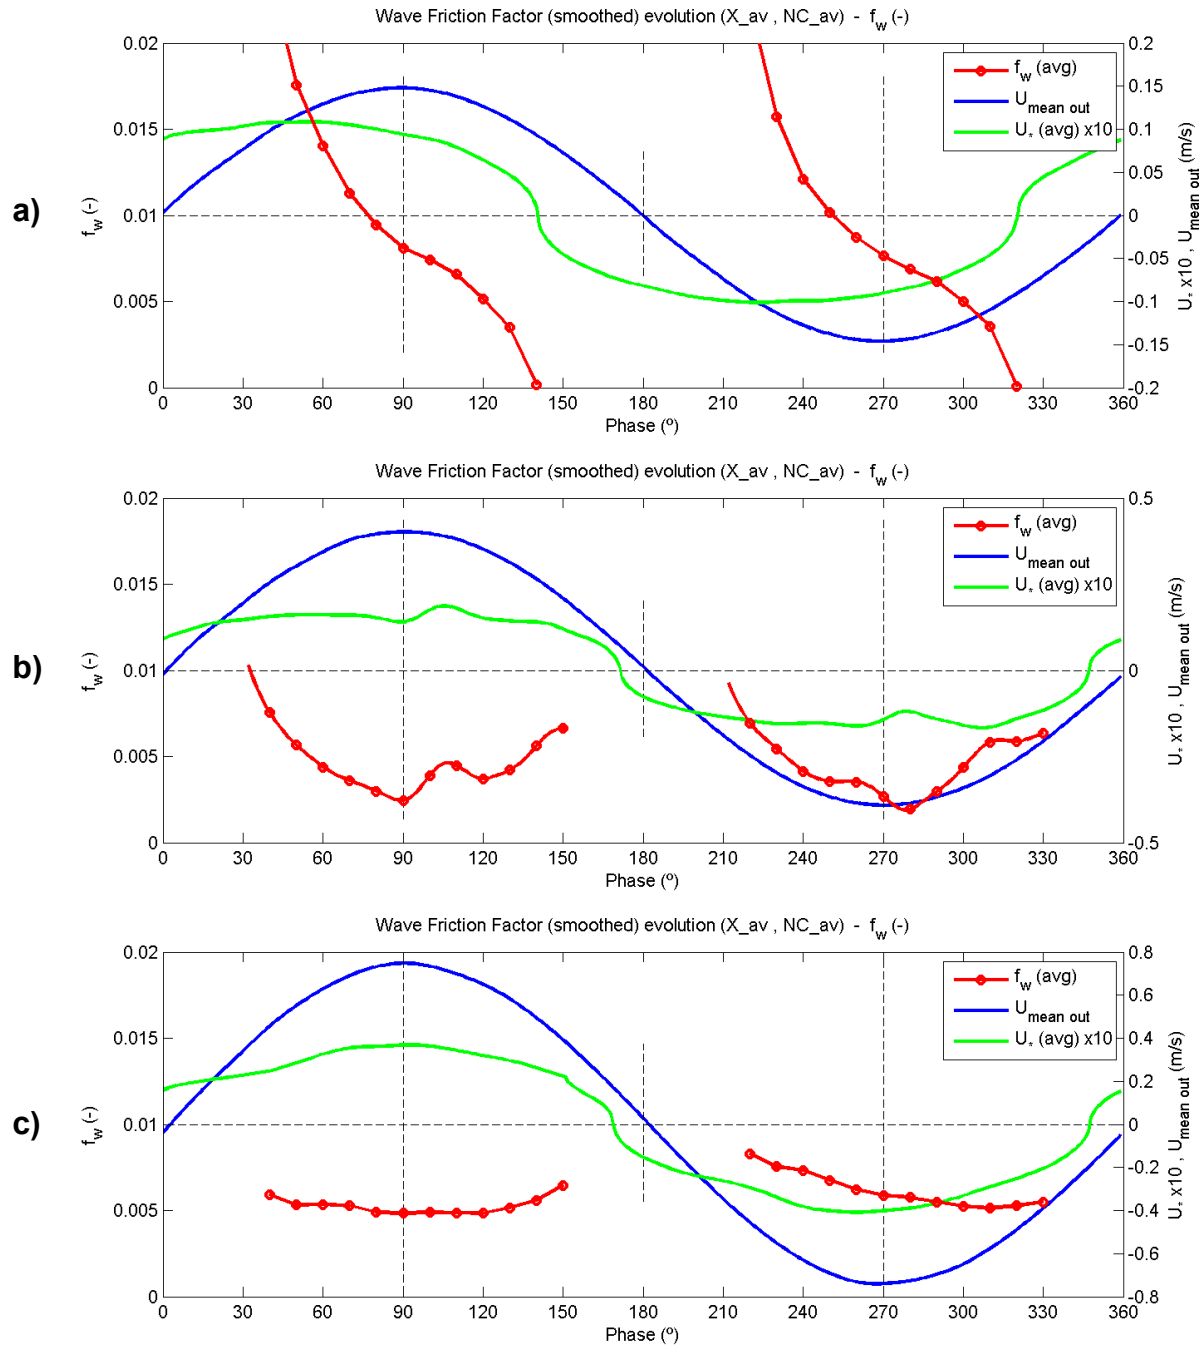 Wave Friction Factor (smoothed) evolution (X_av , NC_av) - f_w (-)
a)
f_w (-)
0.02
0.015
0.01
0.005
0
0.2
0.15
0.1
0.05
0
-0.05
-0.1
-0.15
-0.2
U_* x10 , U_mean out (m/s)
f_w (avg)
U_mean out
U_* (avg) x10
0 30 60 90 120 150 180 210 240 270 300 330 360
Phase (º)
Wave Friction Factor (smoothed) evolution (X_av , NC_av) - f_w (-)
b)
f_w (-)
0.02
0.015
0.01
0.005
0
0.5
0
-0.5
U_* x10 , U_mean out (m/s)
f_w (avg)
U_mean out
U_* (avg) x10
0 30 60 90 120 150 180 210 240 270 300 330 360
Phase (º)
Wave Friction Factor (smoothed) evolution (X_av , NC_av) - f_w (-)
c)
f_w (-)
0.02
0.015
0.01
0.005
0
0.8
0.6
0.4
0.2
0
-0.2
-0.4
-0.6
-0.8
U_* x10 , U_mean out (m/s)
f_w (avg)
U_mean out
U_* (avg) x10
0 30 60 90 120 150 180 210 240 270 300 330 360
Phase (º)